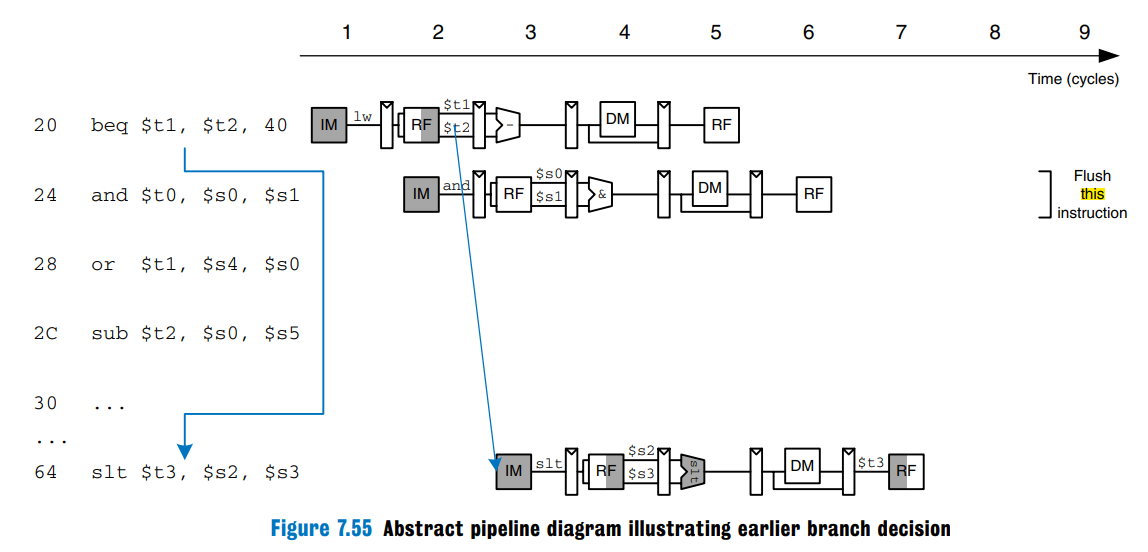 1 2 3 4 5 6 7 8 9
Time (cycles)
20 beq $t1, $t2, 40 IM lw RF $t1 $t2 - DM RF
24 and $t0, $s0, $s1 IM and RF $s0 $s1 & DM RF
Flush
this
instruction
28 or $t1, $s4, $s0
2C sub $t2, $s0, $s5
30 ...
...
64 slt $t3, $s2, $s3 IM slt RF $s2 $s3 slt DM $t3 RF
Figure 7.55 Abstract pipeline diagram illustrating earlier branch decision